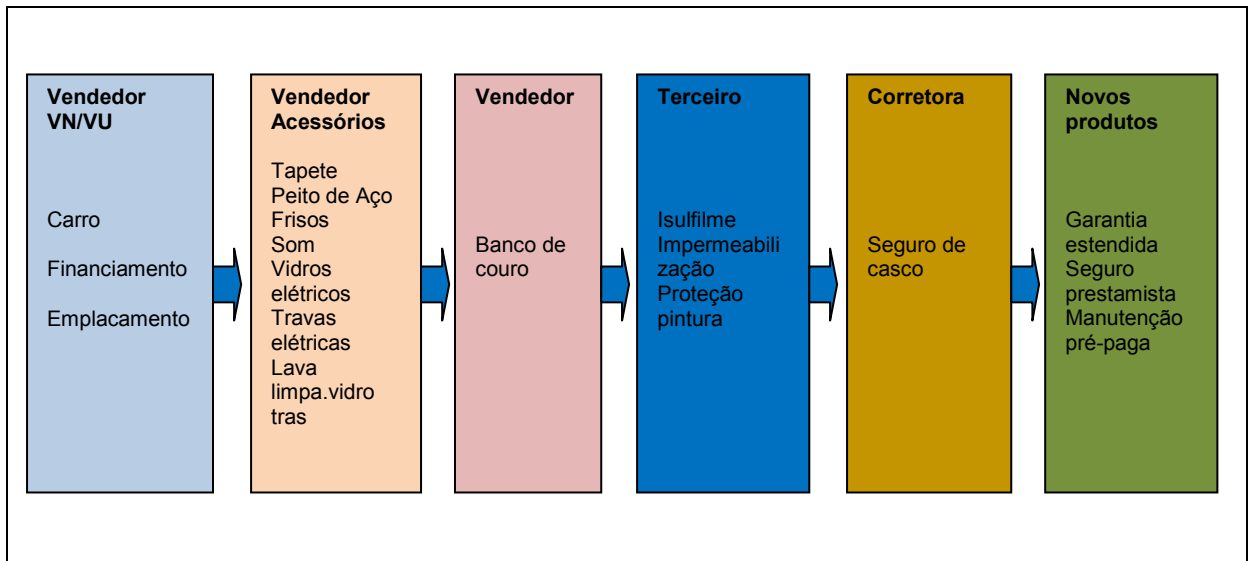 Vendedor
VN/VU
Carro
Financiamento
Emplacamento
Vendedor
Acessórios
Tapete
Peito de Aço
Frisos
Som
Vidros
elétricos
Travas
elétricas
Lava
limpa.vidro
tras
Vendedor
Banco de
couro
Terceiro
Isulfilme
Impermeabili
zação
Proteção
pintura
Corretora
Seguro de
casco
Novos
produtos
Garantia
estendida
Seguro
prestamista
Manutenção
pré-paga